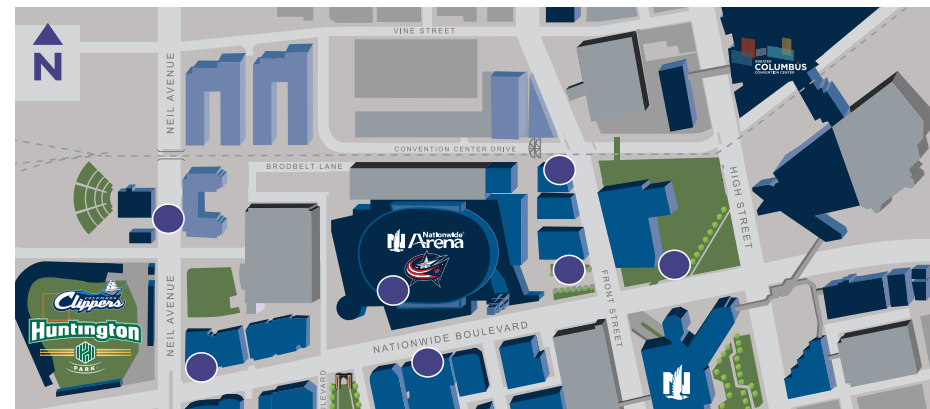 VINE STREET
N
GREATER
COLUMBUS
CONVENTION CENTER
NEIL AVENUE
CONVENTION CENTER DRIVE
BRODBELT LANE
HIGH STREET
Nationwide®
Arena
COLUMBUS
Clippers
Huntington
PARK
NEIL AVENUE
FRONT STREET
NATIONWIDE BOULEVARD